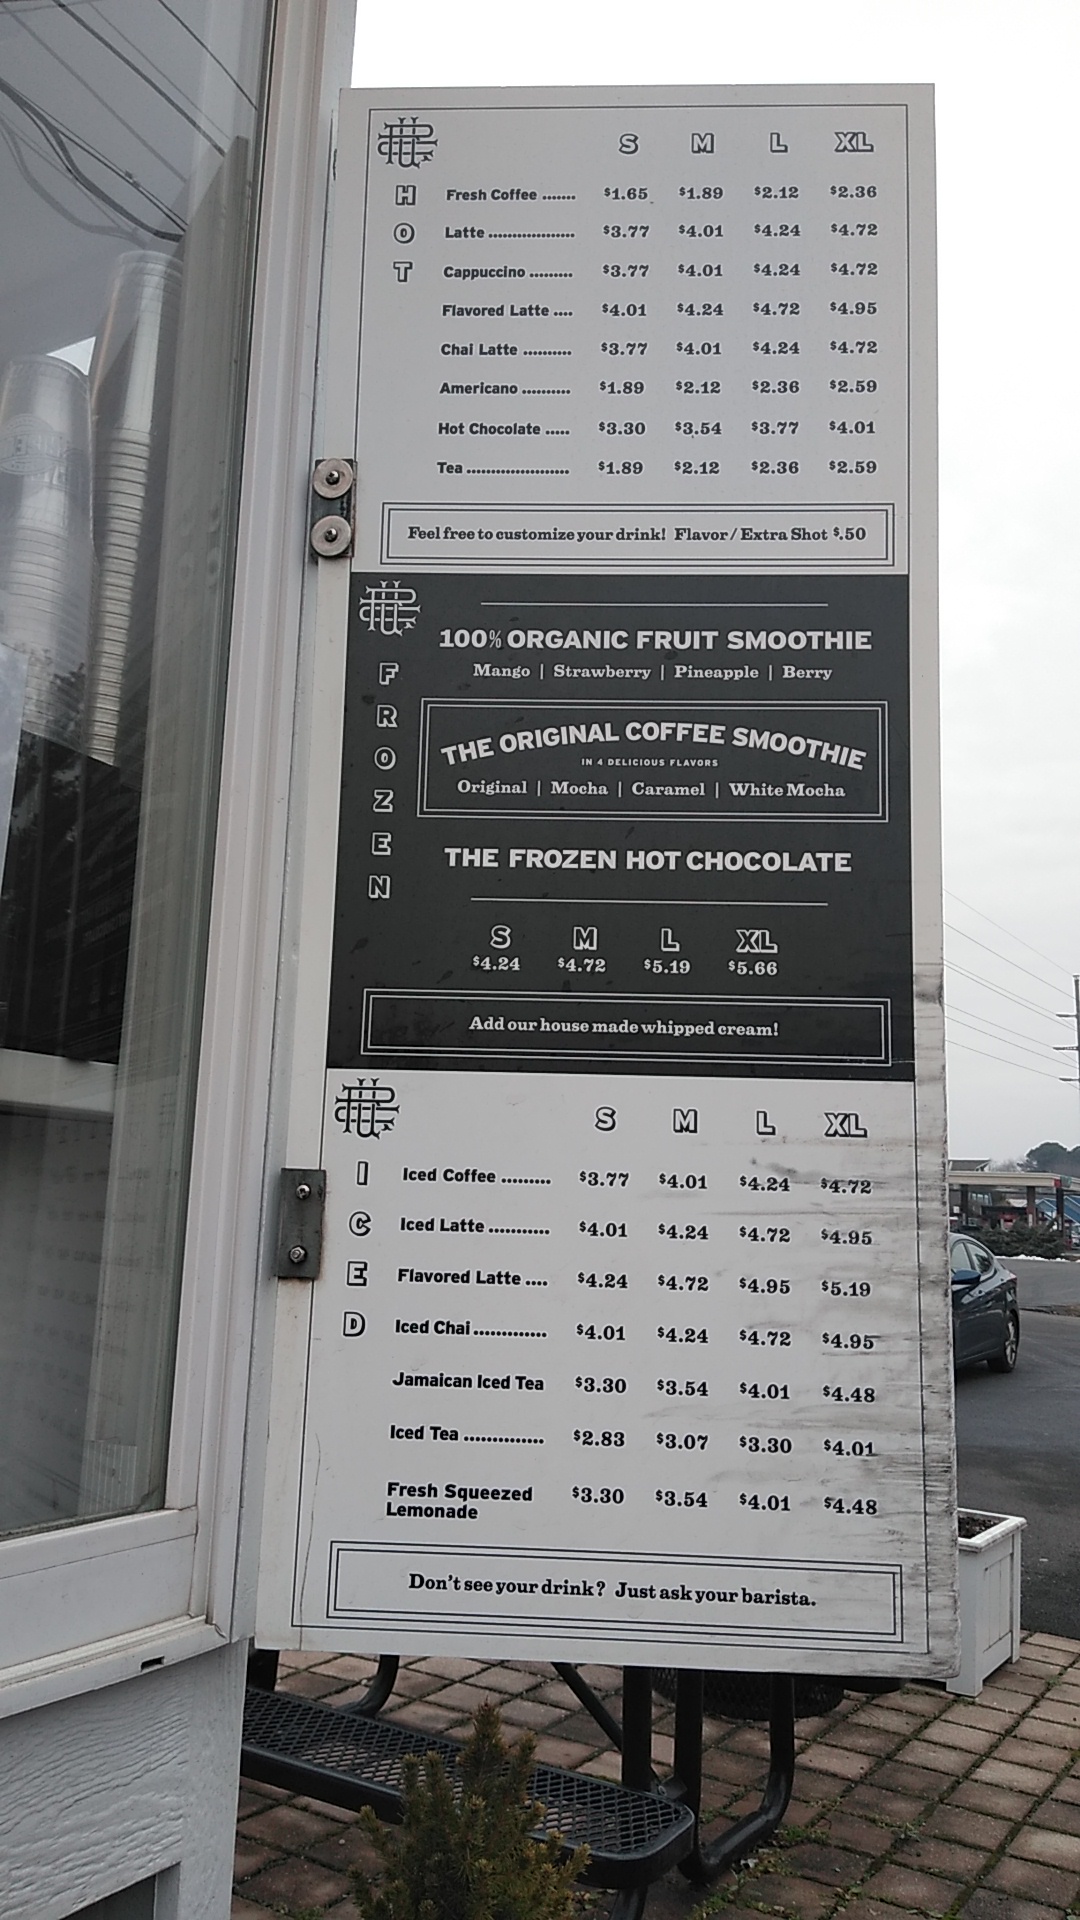 S M L XL
HOT
Fresh Coffee ....... $1.65 $1.89 $2.12 $2.36
Latte .................. $3.77 $4.01 $4.24 $4.72
Cappuccino ......... $3.77 $4.01 $4.24 $4.72
Flavored Latte .... $4.01 $4.24 $4.72 $4.95
Chai Latte .......... $3.77 $4.01 $4.24 $4.72
Americano .......... $1.89 $2.12 $2.36 $2.59
Hot Chocolate ..... $3.30 $3.54 $3.77 $4.01
Tea ..................... $1.89 $2.12 $2.36 $2.59
Feel free to customize your drink! Flavor / Extra Shot $.50
FROZEN
100% ORGANIC FRUIT SMOOTHIE
Mango | Strawberry | Pineapple | Berry
THE ORIGINAL COFFEE SMOOTHIE
IN 4 DELICIOUS FLAVORS
Original | Mocha | Caramel | White Mocha
THE FROZEN HOT CHOCOLATE
S M L XL
$4.24 $4.72 $5.19 $5.66
Add our house made whipped cream!
S M L XL
ICED
Iced Coffee ......... $3.77 $4.01 $4.24 $4.72
Iced Latte ........... $4.01 $4.24 $4.72 $4.95
Flavored Latte .... $4.24 $4.72 $4.95 $5.19
Iced Chai ............. $4.01 $4.24 $4.72 $4.95
Jamaican Iced Tea $3.30 $3.54 $4.01 $4.48
Iced Tea .............. $2.83 $3.07 $3.30 $4.01
Fresh Squeezed $3.30 $3.54 $4.01 $4.48
Lemonade
Don't see your drink? Just ask your barista.